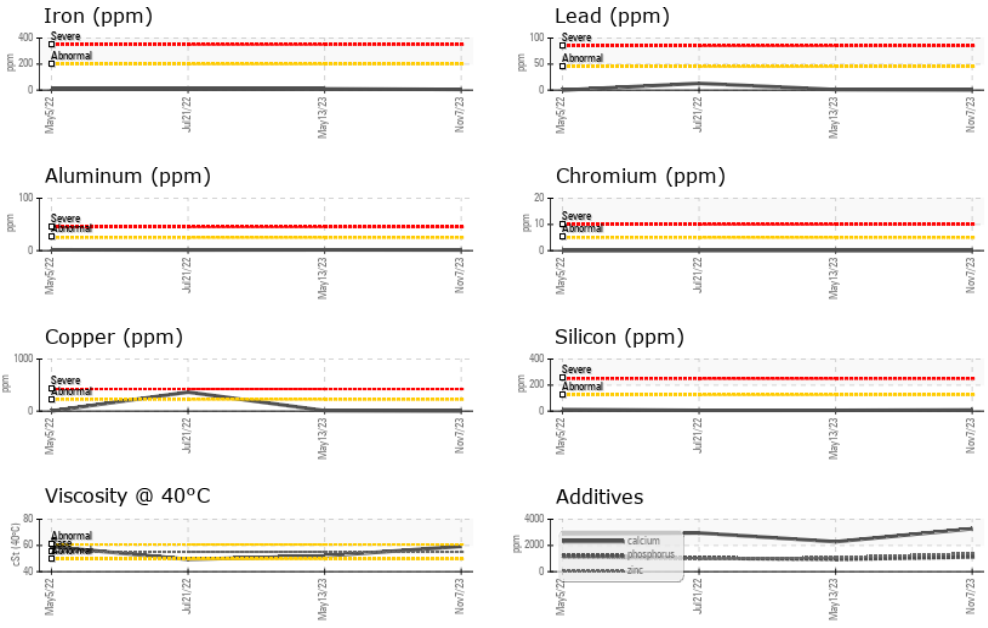 Iron (ppm)
ppm
400
200
0
Severe
Abnormal
May5/22
Jul21/22
May13/23
Nov7/23
Lead (ppm)
ppm
100
50
0
Severe
Abnormal
May5/22
Jul21/22
May13/23
Nov7/23
Aluminum (ppm)
ppm
100
0
Severe
Abnormal
May5/22
Jul21/22
May13/23
Nov7/23
Chromium (ppm)
ppm
20
10
0
Severe
Abnormal
May5/22
Jul21/22
May13/23
Nov7/23
Copper (ppm)
ppm
1000
0
Severe
Abnormal
May5/22
Jul21/22
May13/23
Nov7/23
Silicon (ppm)
ppm
400
200
0
Severe
Abnormal
May5/22
Jul21/22
May13/23
Nov7/23
Viscosity @ 40°C
cSt (40°C)
80
60
40
Abnormal
Base
Abnormal
May5/22
Jul21/22
May13/23
Nov7/23
Additives
ppm
4000
2000
0
calcium
phosphorus
zinc
May5/22
Jul21/22
May13/23
Nov7/23